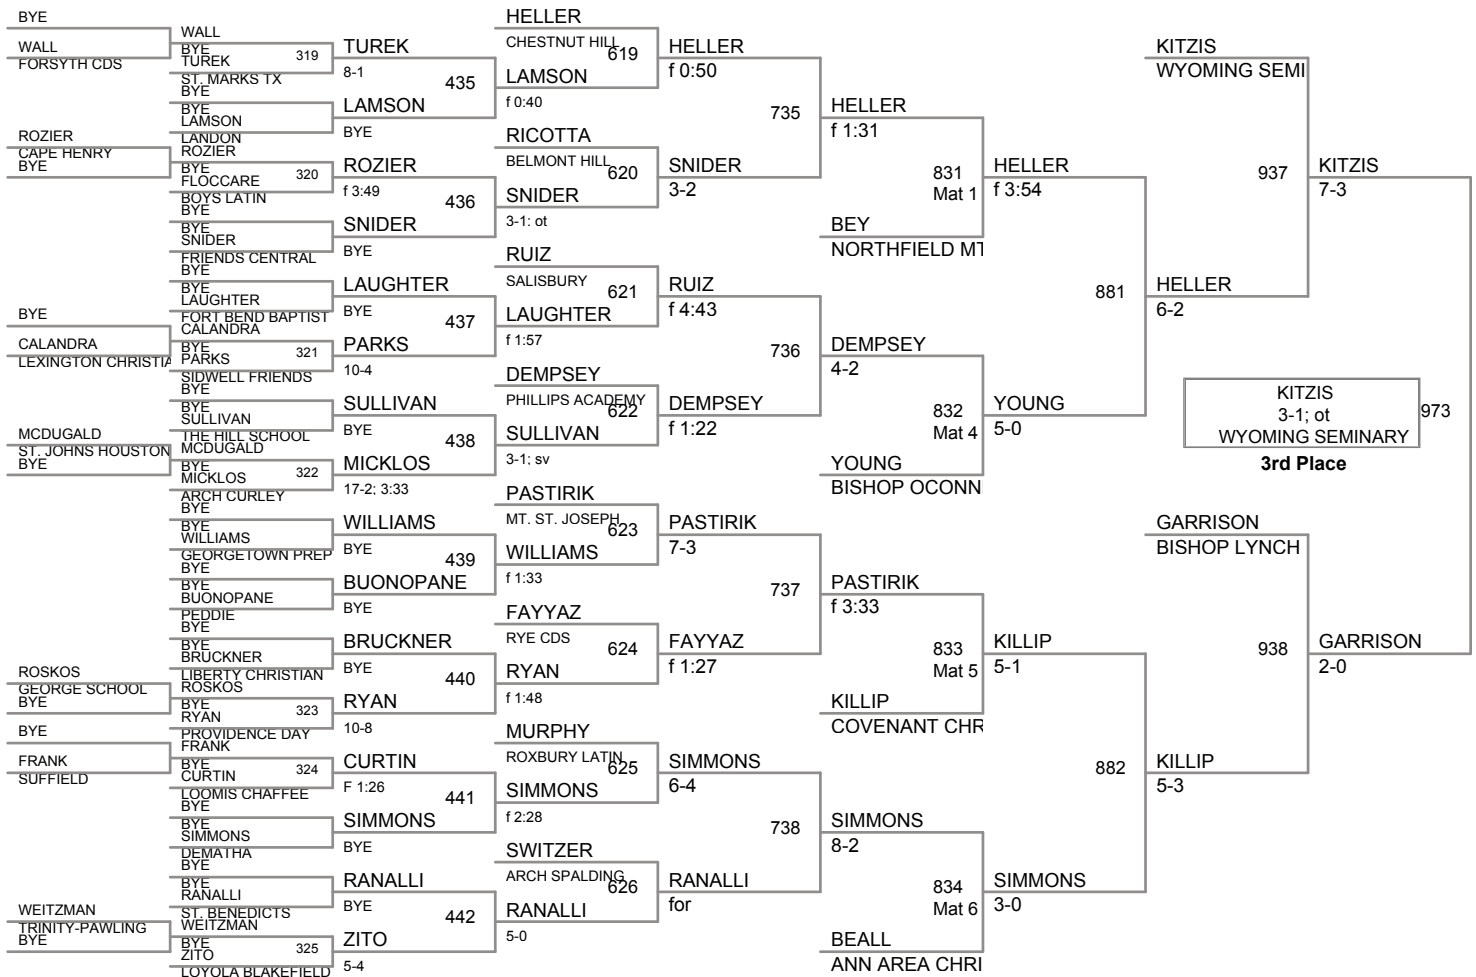 BYE
WALL
FORSYTH CDS
ROZIER
CAPE HENRY
BYE
BYE
CALANDRA
LEXINGTON CHRISTIA
MCDUGALD
ST. JOHNS HOUSTON
BYE
ROSKOS
GEORGE SCHOOL
BYE
BYE
FRANK
SUFFIELD
WEITZMAN
TRINITY-PAWLING
BYE
WALL
BYE
TUREK
319
ST. MARKS TX
BYE
BYE
LAMSON
LANDON
ROZIER
BYE
FLOCCARE
320
BOYS LATIN
BYE
BYE
SNIDER
FRIENDS CENTRAL
BYE
BYE
LAUGHTER
FORT BEND BAPTIST
CALANDRA
BYE
PARKS
321
SIDWELL FRIENDS
BYE
BYE
SULLIVAN
THE HILL SCHOOL
MCDUGALD
BYE
MICKLOS
322
ARCH CURLEY
BYE
BYE
WILLIAMS
GEORGETOWN PREP
BYE
BYE
BUONOPANE
PEDDIE
BYE
BYE
BRUCKNER
LIBERTY CHRISTIAN
ROSKOS
BYE
RYAN
323
PROVIDENCE DAY
FRANK
BYE
CURTIN
324
LOOMIS CHAFFEE
BYE
BYE
SIMMONS
DEMATHA
BYE
BYE
RANALLI
ST. BENEDICTS
WEITZMAN
BYE
ZITO
325
LOYOLA BLAKEFIELD
TUREK
8-1
435
LAMSON
BYE
ROZIER
f 3:49
436
SNIDER
BYE
LAUGHTER
BYE
437
PARKS
10-4
SULLIVAN
BYE
438
MICKLOS
17-2; 3:33
WILLIAMS
BYE
439
BUONOPANE
BYE
BRUCKNER
BYE
440
RYAN
10-8
CURTIN
F 1:26
441
SIMMONS
BYE
RANALLI
BYE
442
ZITO
5-4
HELLER
CHESTNUT HILL
619
LAMSON
f 0:40
RICOTTA
BELMONT HILL
620
SNIDER
3-1: ot
RUIZ
SALISBURY
621
LAUGHTER
f 1:57
DEMPSEY
PHILLIPS ACADEMY
622
SULLIVAN
3-1; sv
PASTIRIK
MT. ST. JOSEPH
623
WILLIAMS
f 1:33
FAYYAZ
RYE CDS
624
RYAN
f 1:48
MURPHY
ROXBURY LATIN
625
SIMMONS
f 2:28
SWITZER
ARCH SPALDING
626
RANALLI
5-0
HELLER
f 0:50
735
SNIDER
3-2
RUIZ
f 4:43
736
DEMPSEY
f 1:22
PASTIRIK
7-3
737
FAYYAZ
f 1:27
SIMMONS
6-4
738
RANALLI
for
HELLER
f 1:31
831
Mat 1
BEY
NORTHFIELD MT
DEMPSEY
4-2
832
Mat 4
YOUNG
BISHOP OCONN
PASTIRIK
f 3:33
833
Mat 5
KILLIP
COVENANT CHR
SIMMONS
8-2
834
Mat 6
BEALL
ANN AREA CHRI
HELLER
f 3:54
881
YOUNG
5-0
KILLIP
5-1
882
SIMMONS
3-0
KITZIS
WYOMING SEMI
937
HELLER
6-2
GARRISON
BISHOP LYNCH
938
KILLIP
5-3
KITZIS
7-3
GARRISON
2-0
KITZIS
3-1; ot
WYOMING SEMINARY
973
3rd Place